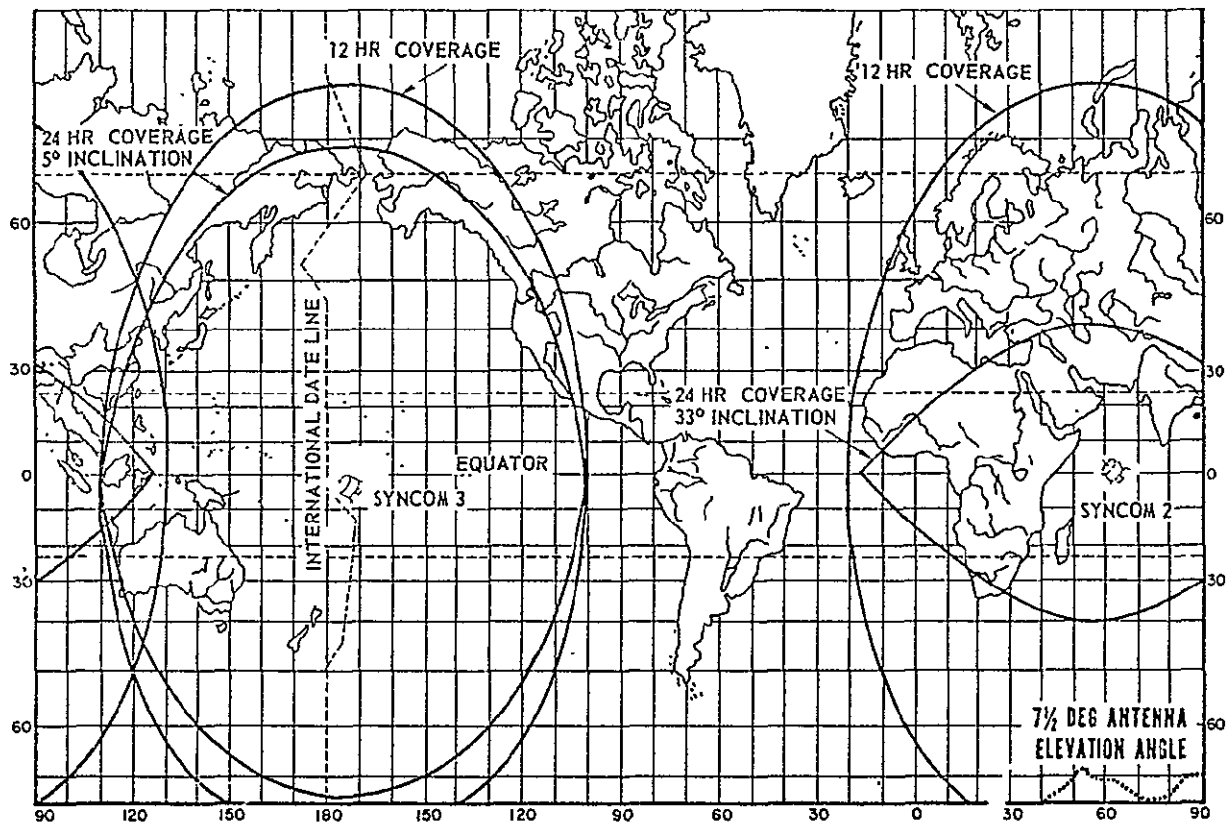 12 HR COVERAGE
12 HR COVERAGE
24 HR COVERAGE
5° INCLINATION
60
60
INTERNATIONAL DATE LINE
30
30
24 HR COVERAGE
33° INCLINATION
0
EQUATOR
0
SYNCOM 3
SYNCOM 2
30
30
60
60
7½ DEG ANTENNA
ELEVATION ANGLE
90 120 150 180 150 120 90 60 30 0 30 60 90